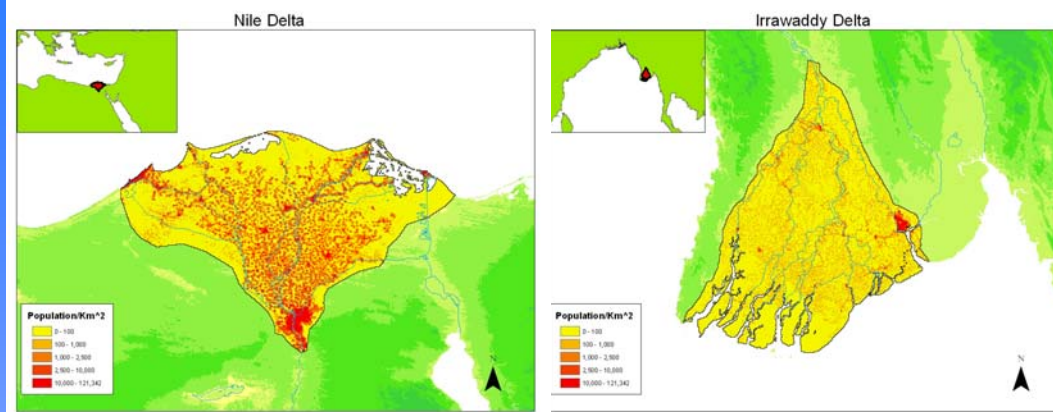 Nile Delta
Population/Km^2
0 - 100
100 - 1,000
1,000 - 2,500
2,500 - 10,000
10,000 - 121,342
N
Irrawaddy Delta
Population/Km^2
0 - 100
100 - 1,000
1,000 - 2,500
2,500 - 10,000
10,000 - 121,342
N